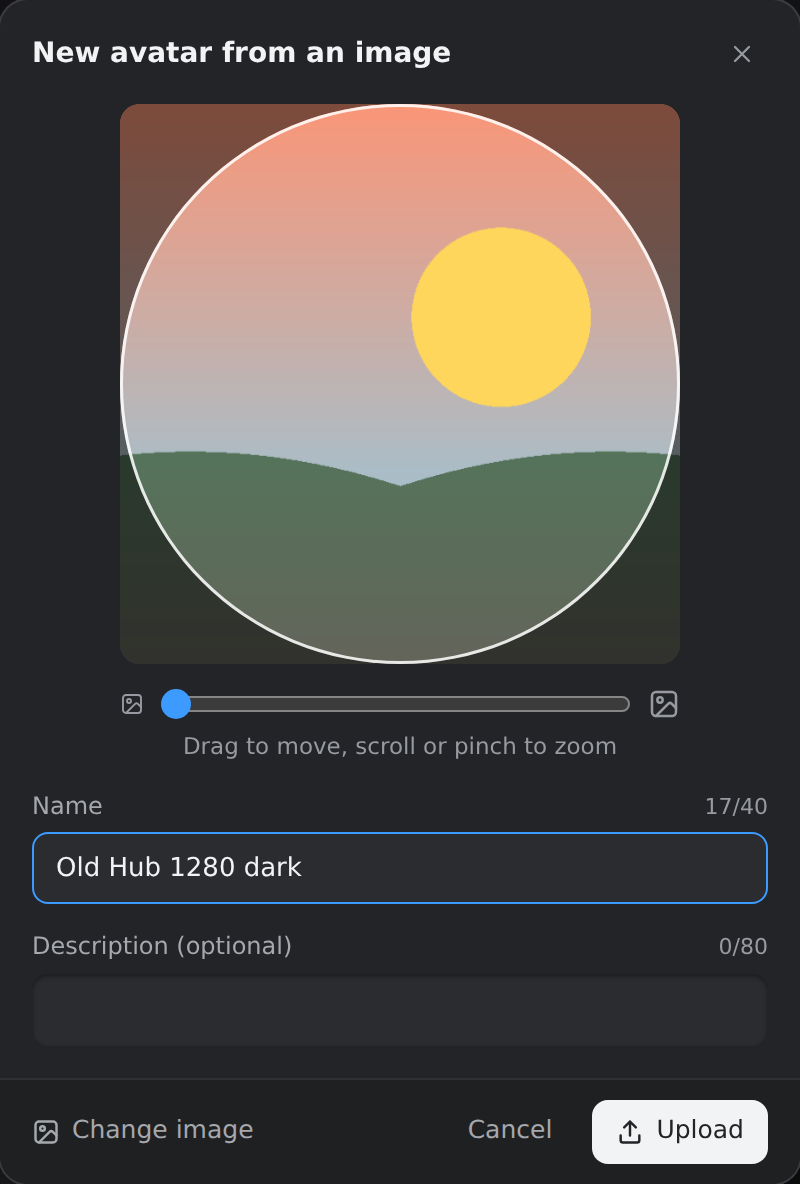 New avatar from an image
Drag to move, scroll or pinch to zoom
Name 17/40
Old Hub 1280 dark
Description (optional) 0/80
Change image Cancel Upload